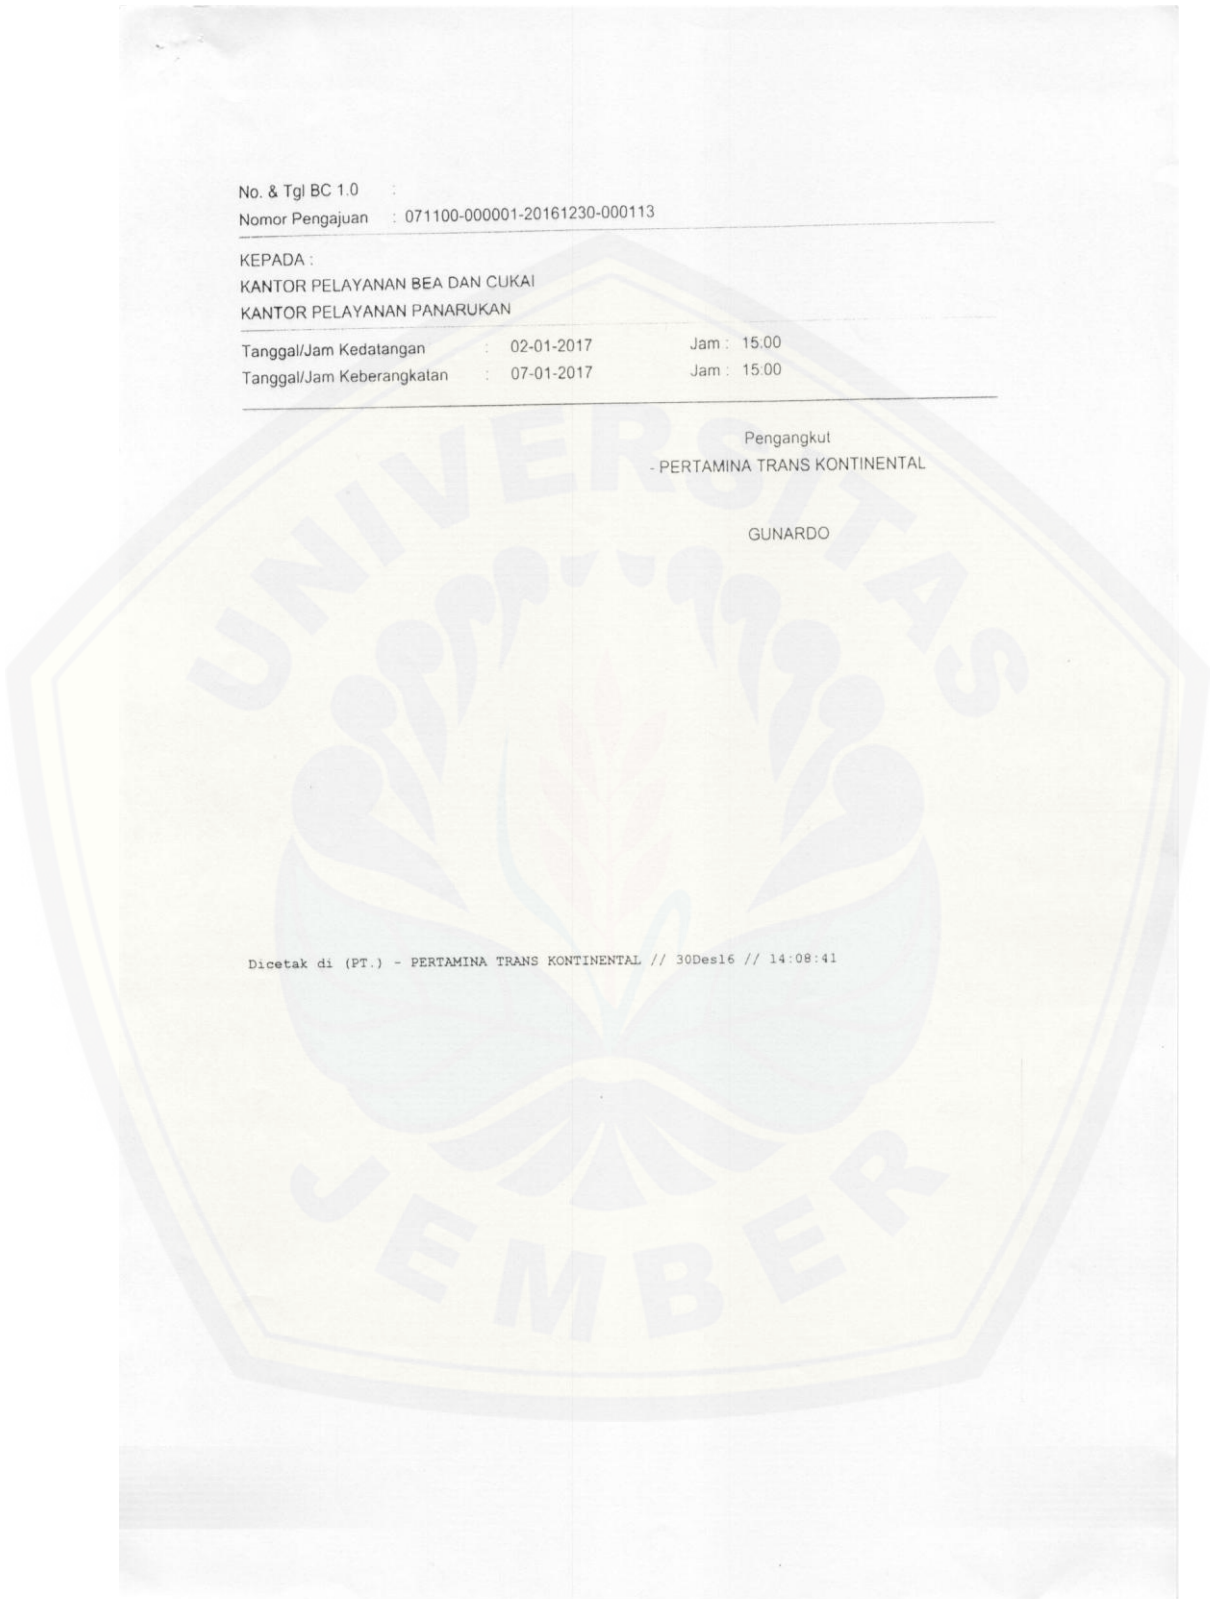 No. & Tgl BC 1.0 :
Nomor Pengajuan : 071100-000001-20161230-000113
KEPADA :
KANTOR PELAYANAN BEA DAN CUKAI
KANTOR PELAYANAN PANARUKAN
Tanggal/Jam Kedatangan : 02-01-2017 Jam : 15:00
Tanggal/Jam Keberangkatan : 07-01-2017 Jam : 15:00
Pengangkut
- PERTAMINA TRANS KONTINENTAL
GUNARDO
UNIVERSITAS
Dicetak di (PT.) - PERTAMINA TRANS KONTINENTAL // 30Des16 // 14:08:41
JEMBER